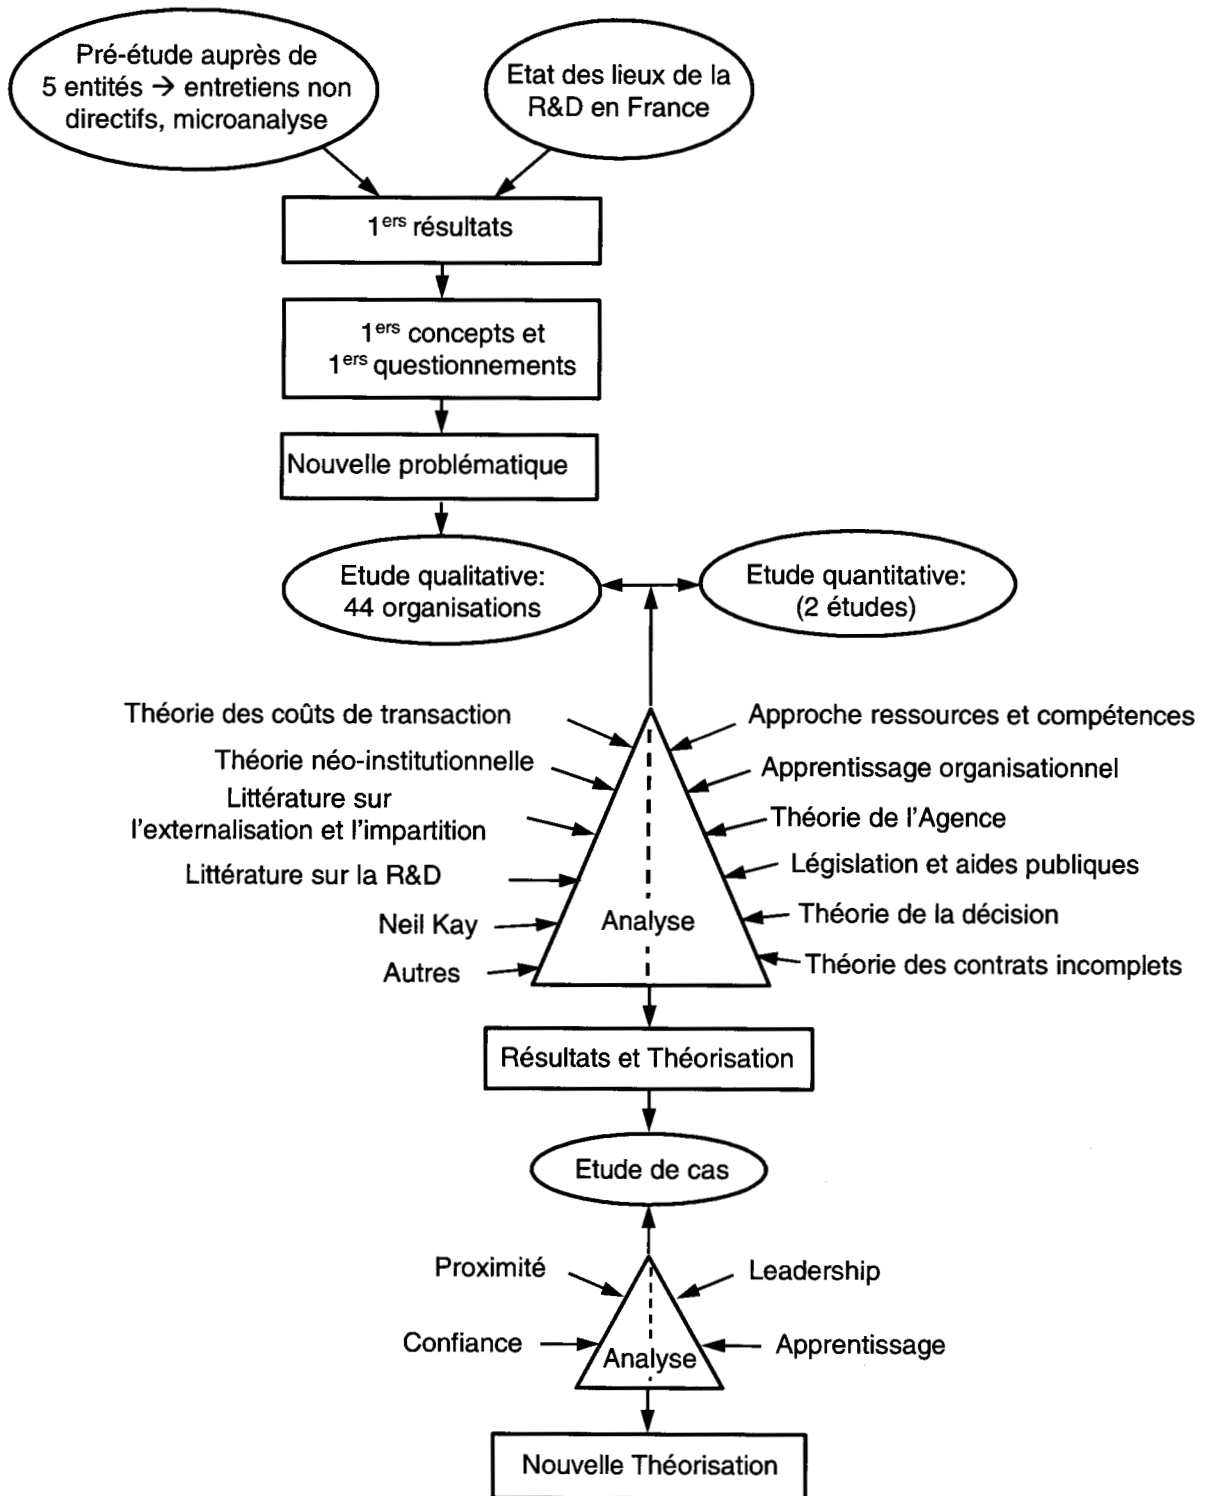 Pré-étude auprès de
5 entités → entretiens non
directifs, microanalyse
Etat des lieux de la
R&D en France
1ers résultats
1ers concepts et
1ers questionnements
Nouvelle problématique
Etude qualitative:
44 organisations
Etude quantitative:
(2 études)
Théorie des coûts de transaction
Théorie néo-institutionnelle
Littérature sur
l'externalisation et l'impartition
Littérature sur la R&D
Neil Kay
Autres
Approche ressources et compétences
Apprentissage organisationnel
Théorie de l'Agence
Législation et aides publiques
Théorie de la décision
Théorie des contrats incomplets
Analyse
Résultats et Théorisation
Etude de cas
Proximité
Confiance
Leadership
Apprentissage
Analyse
Nouvelle Théorisation